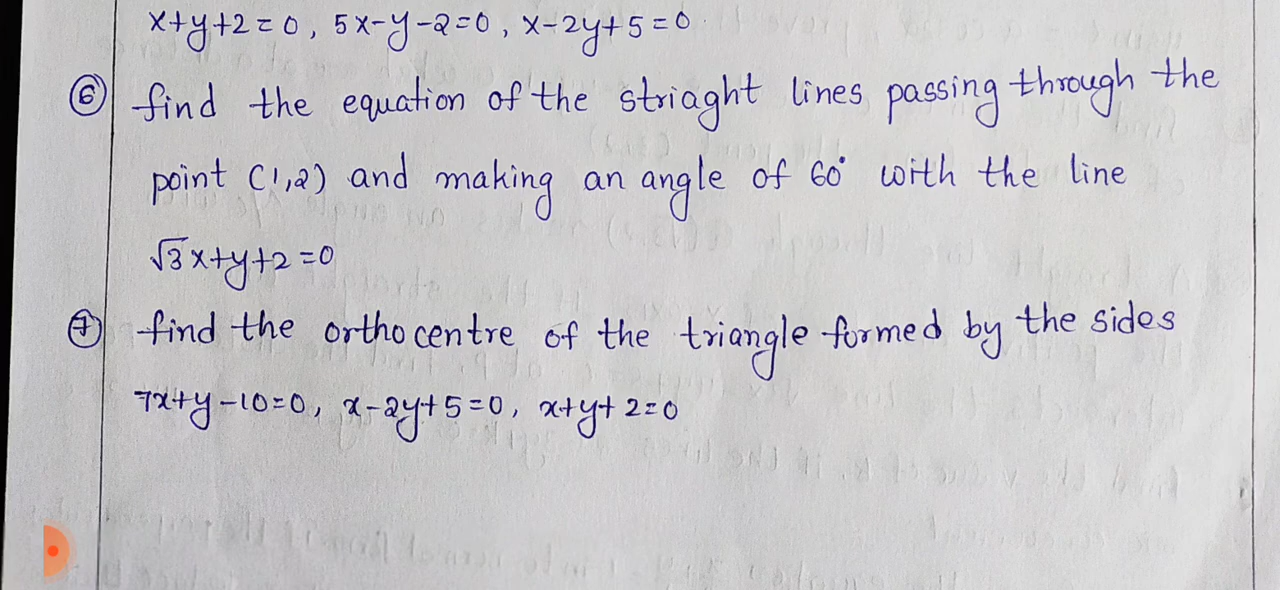 x+y+2=0, 5x-y-2=0, x-2y+5=0.
⑥ find the equation of the striaght lines passing through the
point (1,2) and making an angle of 60° with the line
√3x+y+2=0
⑦ find the orthocentre of the triangle formed by the sides
7x+y-10=0, x-2y+5=0, x+y+2=0